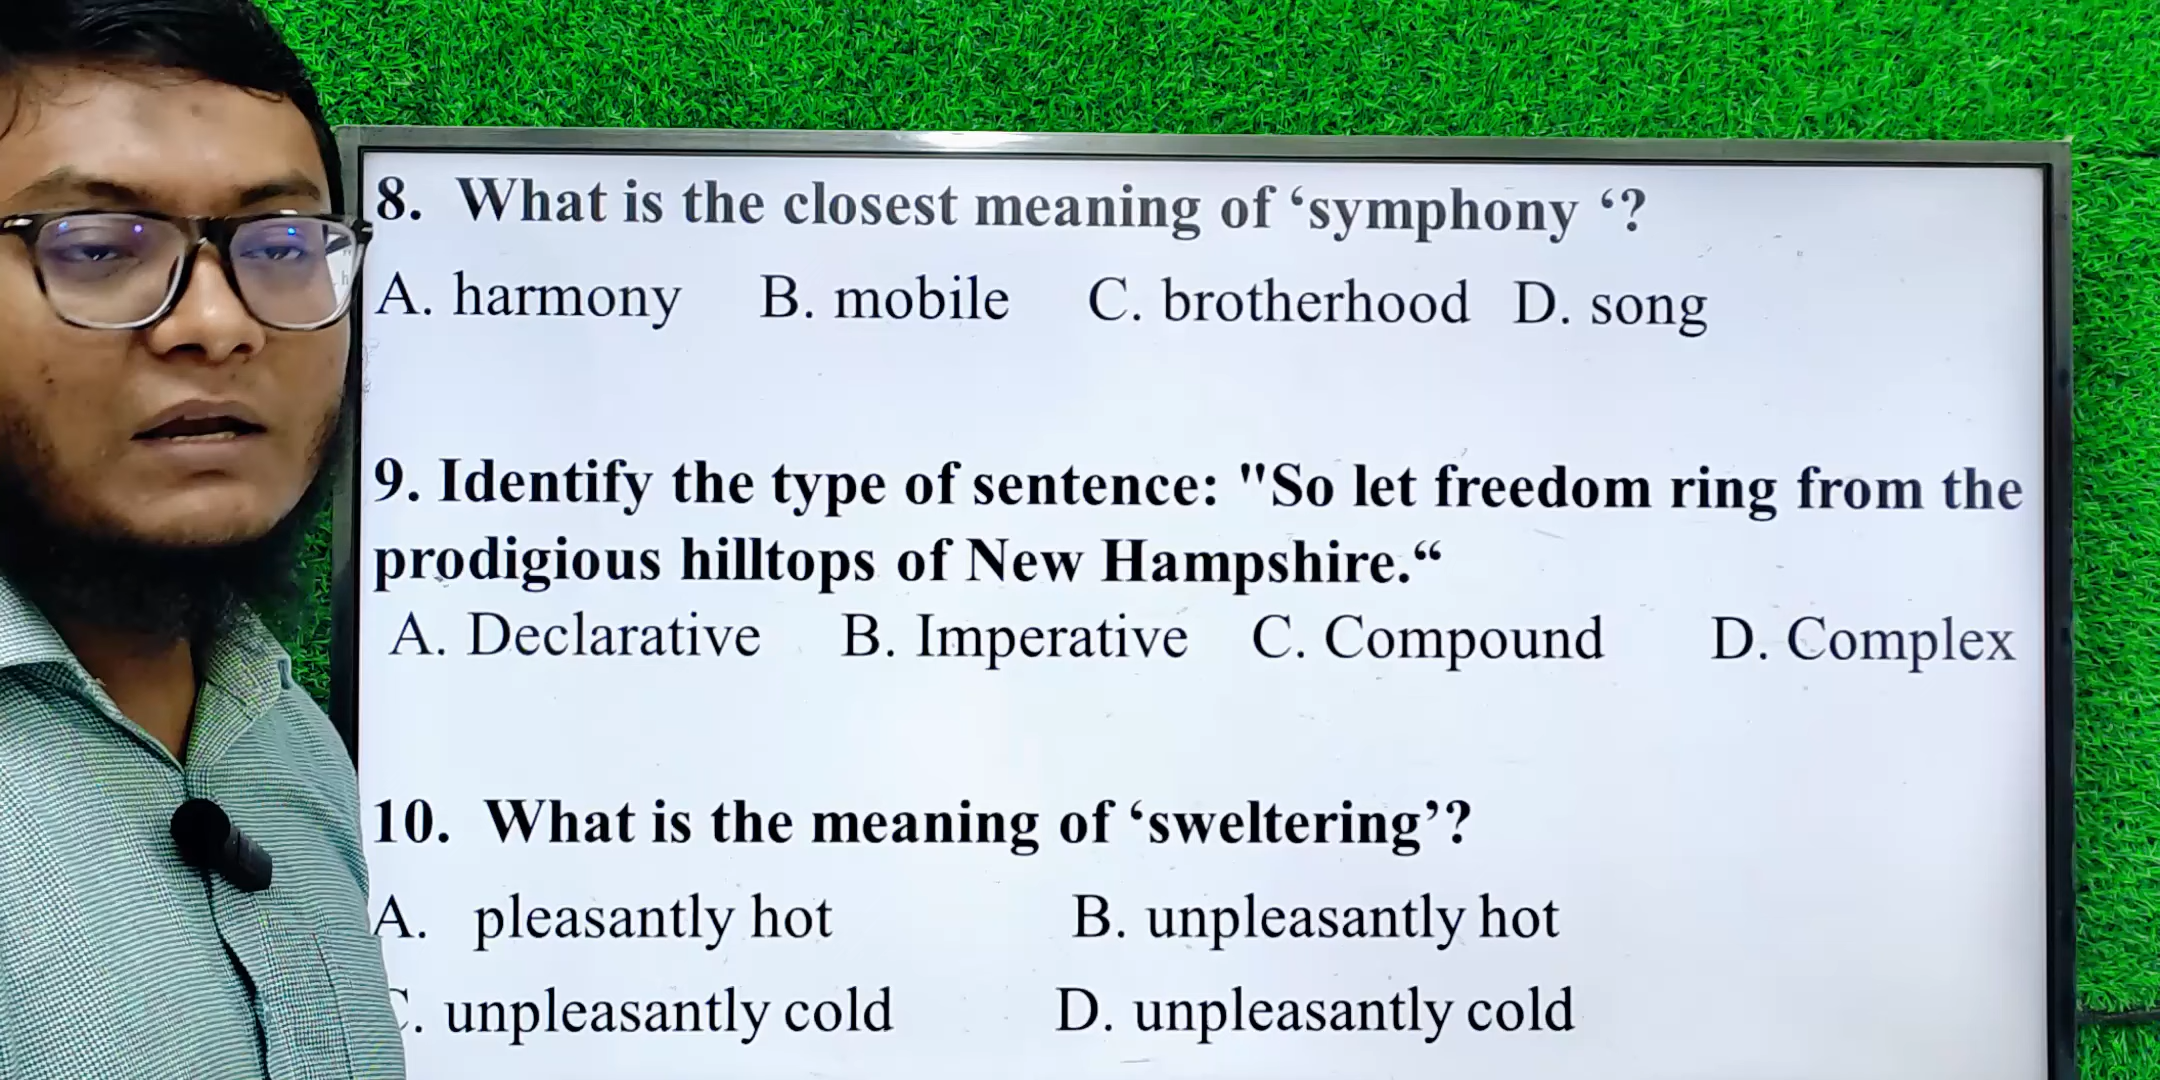 8. What is the closest meaning of ‘symphony ‘?
A. harmony B. mobile C. brotherhood D. song
9. Identify the type of sentence: "So let freedom ring from the
prodigious hilltops of New Hampshire.“
A. Declarative B. Imperative C. Compound D. Complex
10. What is the meaning of ‘sweltering’?
A. pleasantly hot B. unpleasantly hot
C. unpleasantly cold D. unpleasantly cold